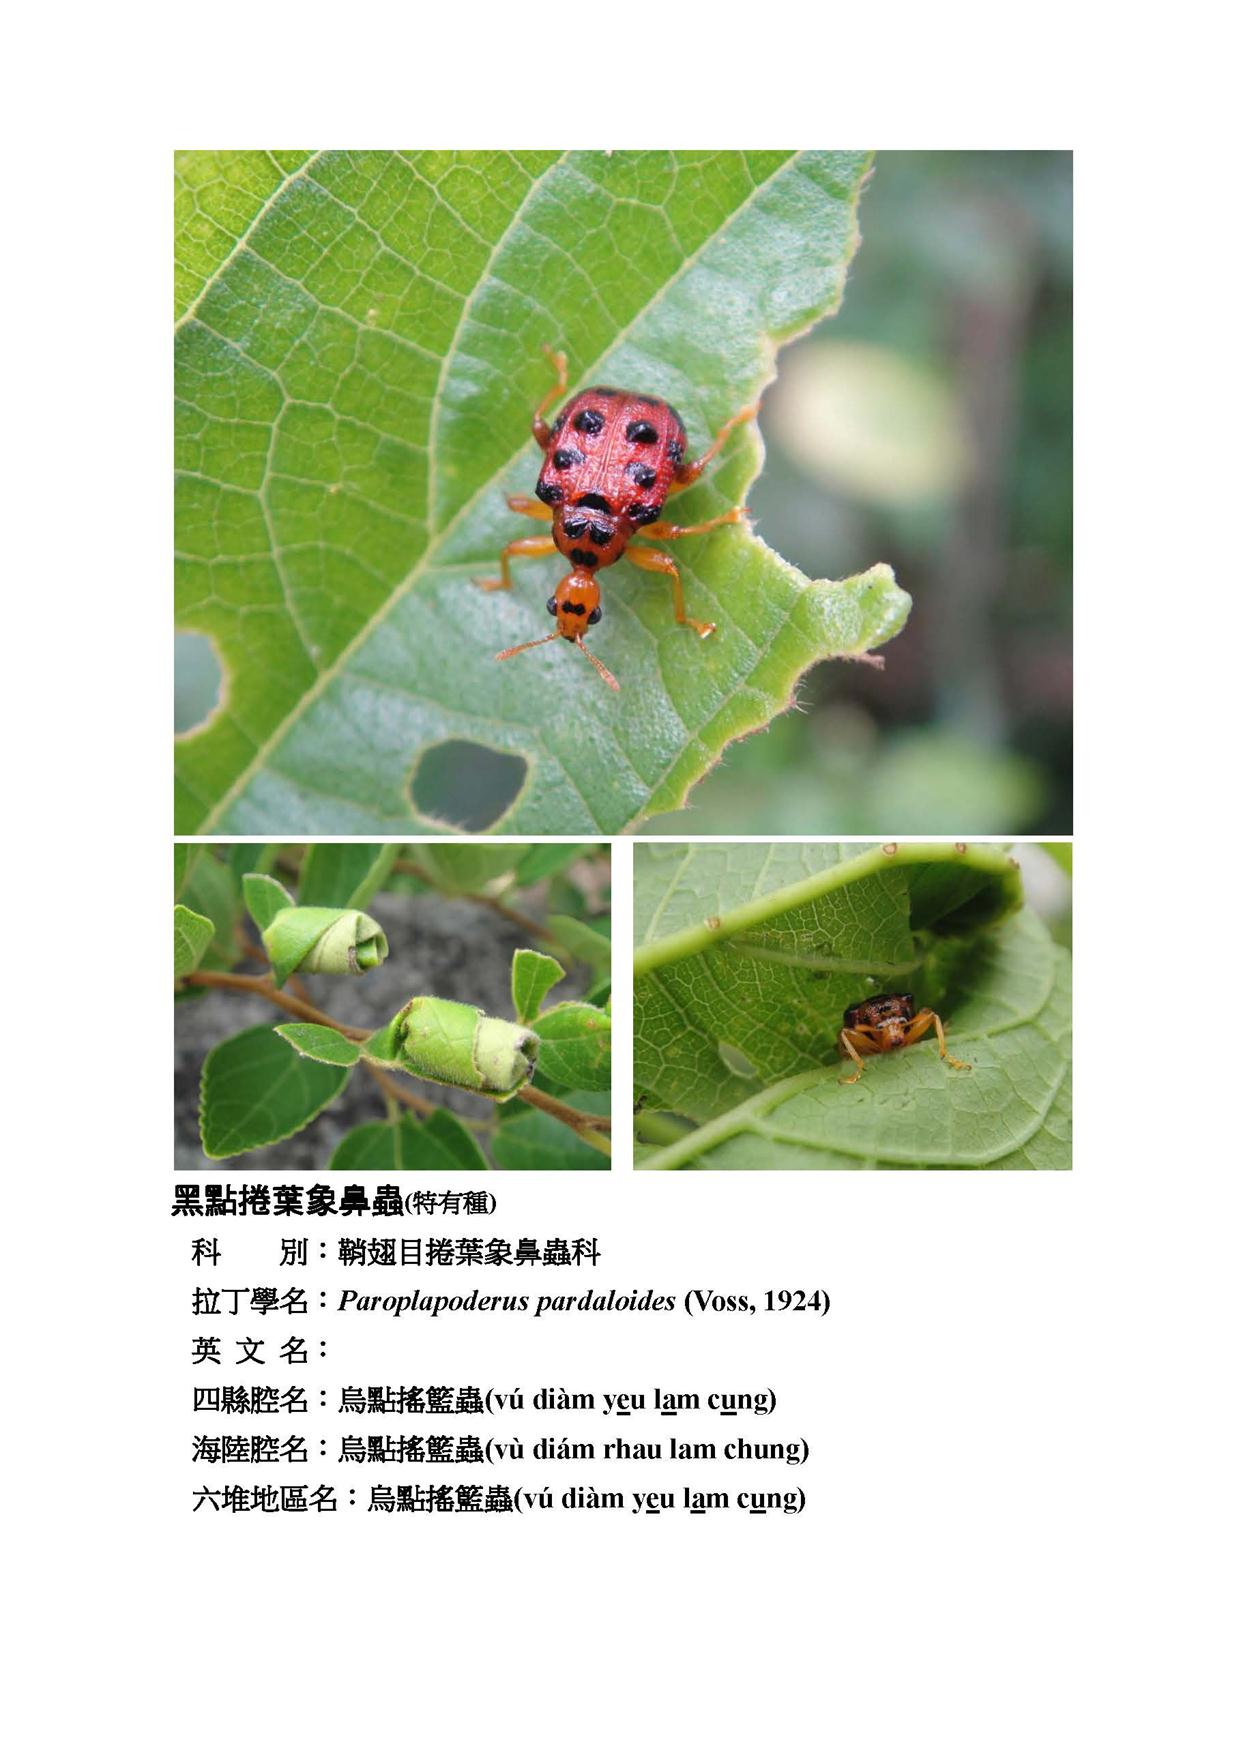 黑點捲葉象鼻蟲(特有種)
科　　別：鞘翅目捲葉象鼻蟲科
拉丁學名：Paroplapoderus pardaloides (Voss, 1924)
英 文 名：
四縣腔名：烏點搖籃蟲(vú diàm yeu lam cung)
海陸腔名：烏點搖籃蟲(vù diám rhau lam chung)
六堆地區名：烏點搖籃蟲(vú diàm yeu lam cung)